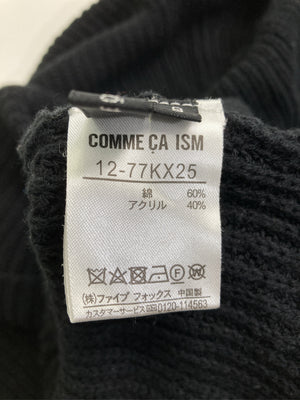 COMME ÇA ISM
12-77KX25
綿 60%
アクリル 40%
(株)ファイブ フォックス 中国製
カスタマーサービス 0120-114563